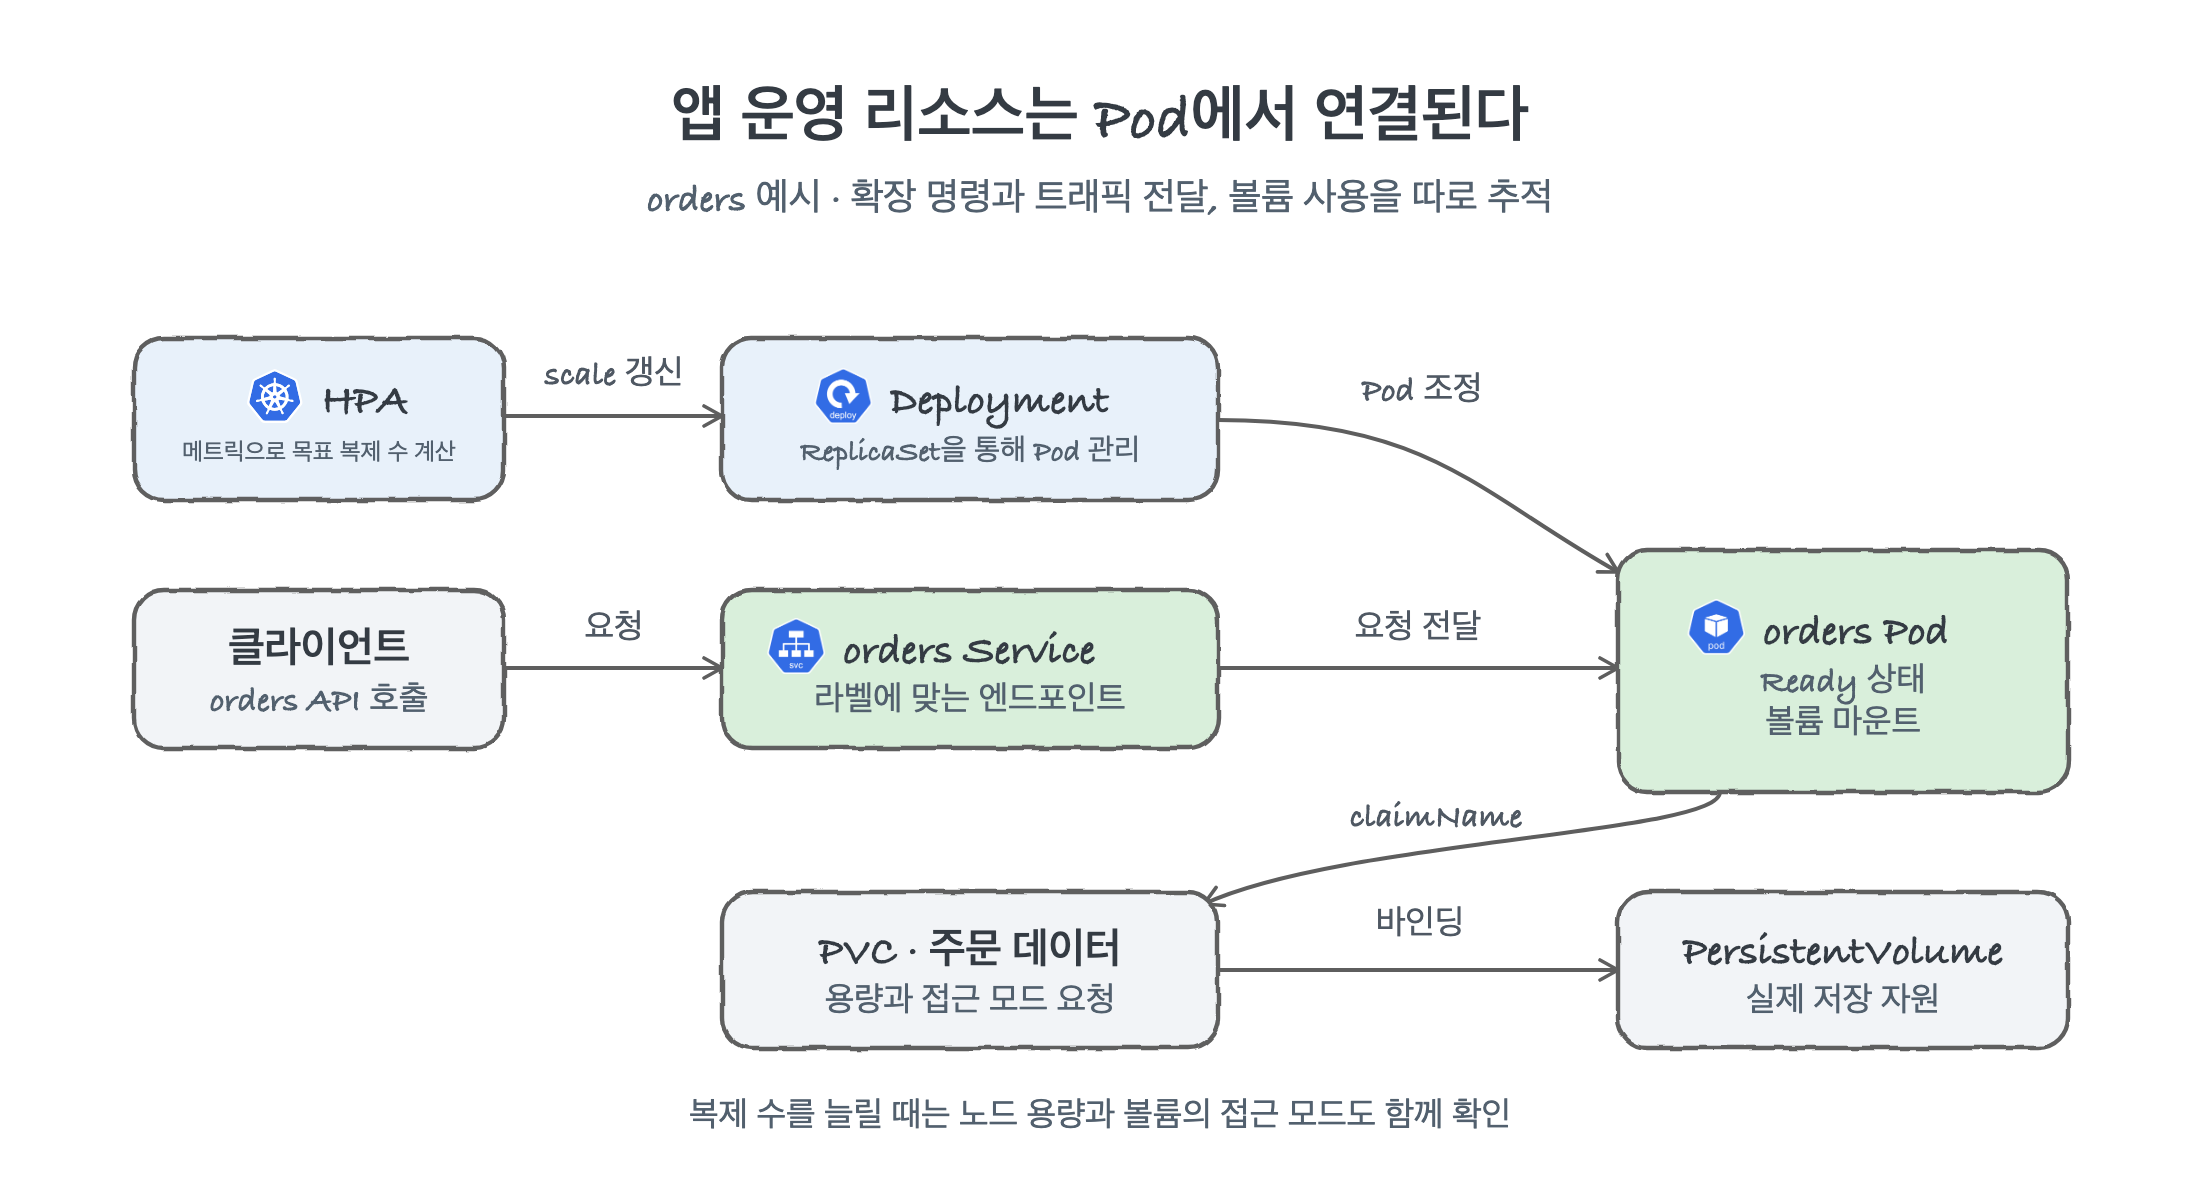 앱 운영 리소스는 Pod에서 연결된다
orders 예시 · 확장 명령과 트래픽 전달, 볼륨 사용을 따로 추적
HPA
메트릭으로 목표 복제 수 계산
scale 갱신
deploy
Deployment
ReplicaSet을 통해 Pod 관리
Pod 조정
클라이언트
orders API 호출
요청
svc
orders Service
라벨에 맞는 엔드포인트
요청 전달
pod
orders Pod
Ready 상태
볼륨 마운트
claimName
PVC · 주문 데이터
용량과 접근 모드 요청
바인딩
PersistentVolume
실제 저장 자원
복제 수를 늘릴 때는 노드 용량과 볼륨의 접근 모드도 함께 확인